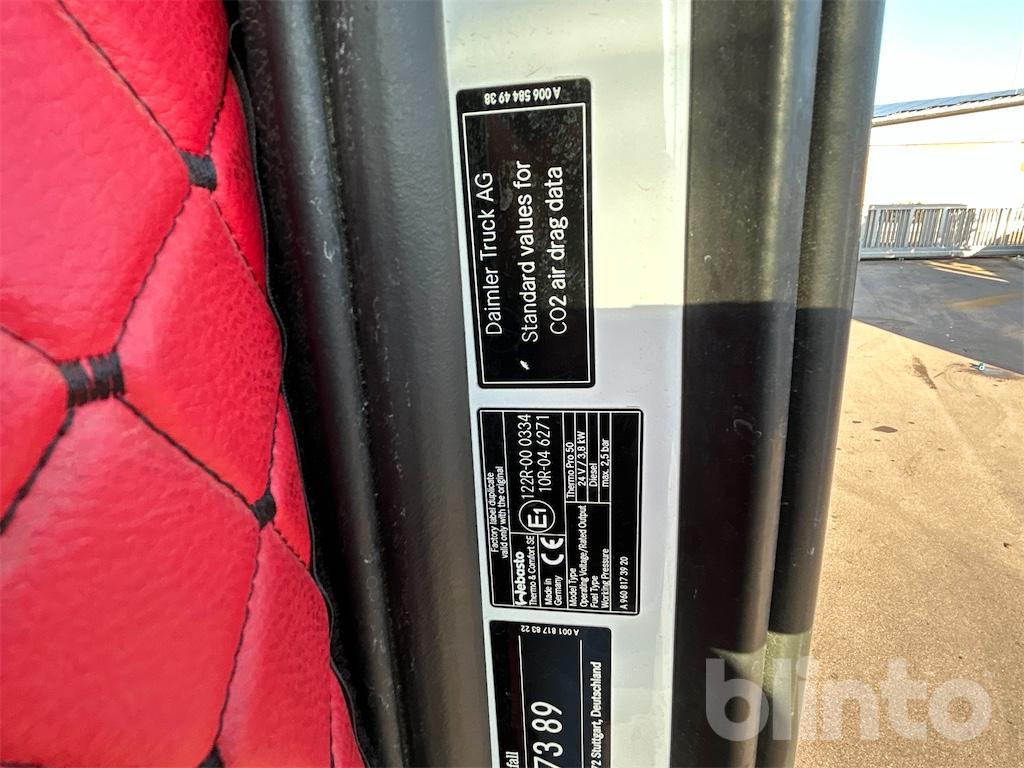 A 006 584 49 38
Daimler Truck AG
Standard values for
CO2 air drag data
Factory label duplicate
valid only with the original
Webasto
Thermo & Comfort SE
Made in
Germany
CE
E1
122R-00 0334
10R-04 6271
Model Type Thermo Pro 50
Operating Voltage/Rated Output 24 V / 3,8 kW
Fuel Type Diesel
Working Pressure max. 2,5 bar
A 960 817 39 20
A 001 817 83 22
fall
73 89
72 Stuttgart, Deutschland
blinto